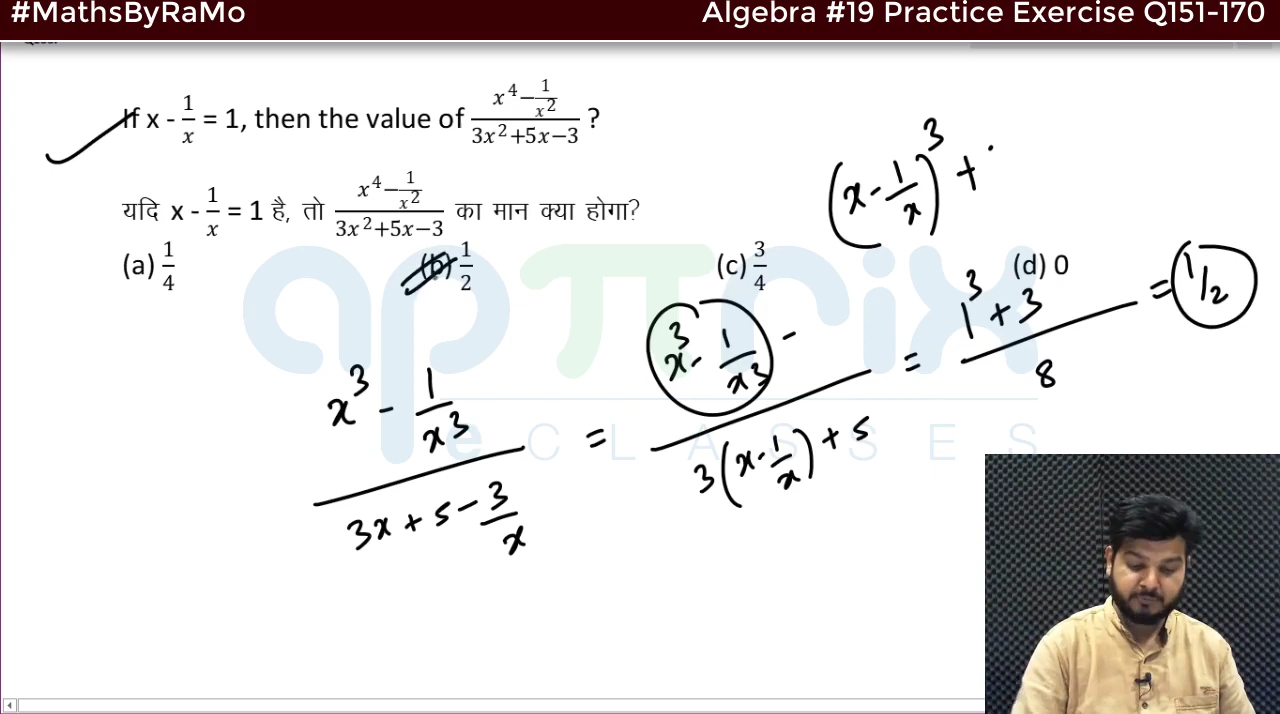 #MathsByRaMo
Algebra #19 Practice Exercise Q151-170
If x - 1/x = 1, then the value of (x⁴ − 1/x²)/(3x²+5x−3) ?
यदि x - 1/x = 1 है, तो (x⁴ − 1/x²)/(3x²+5x−3) का मान क्या होगा?
(a) 1/4 (b) 1/2 (c) 3/4 (d) 0
(x - 1/x)³ +
(x³ - 1/x³)/(3x + 5 - 3/x) = (x³ - 1/x³)/(3(x - 1/x) + 5) = (1³ + 3)/8 = 1/2
apπrix
e CLASSES